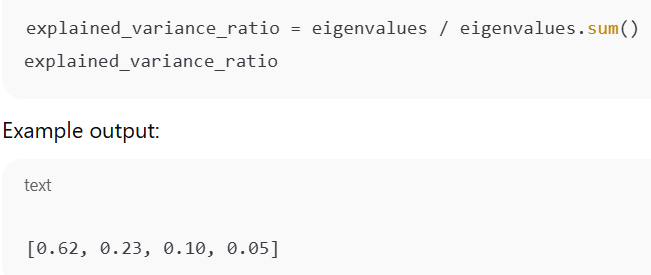 explained_variance_ratio = eigenvalues / eigenvalues.sum()
explained_variance_ratio
Example output:
text
[0.62, 0.23, 0.10, 0.05]